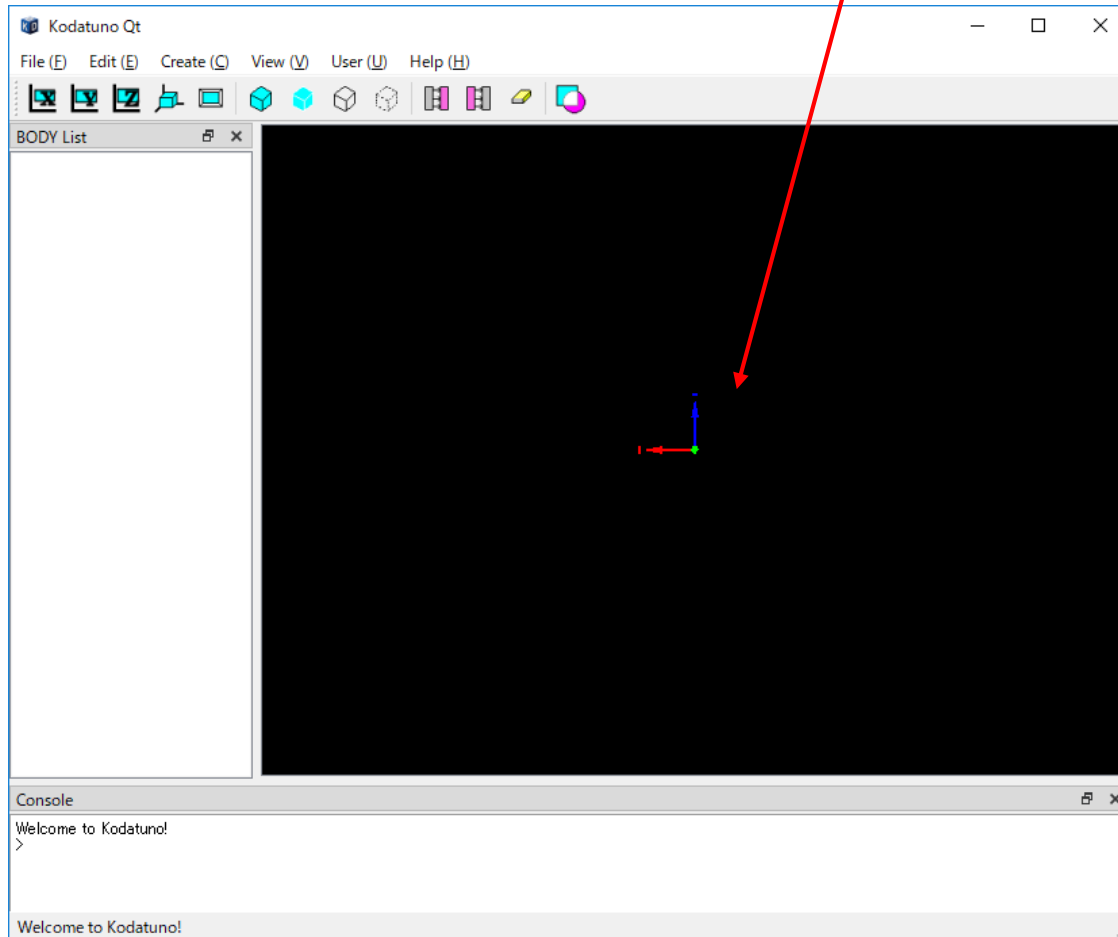 Kodatuno Qt
File (F) Edit (E) Create (C) View (V) User (U) Help (H)
X Y Z
BODY List
Console
Welcome to Kodatuno!
>
Welcome to Kodatuno!